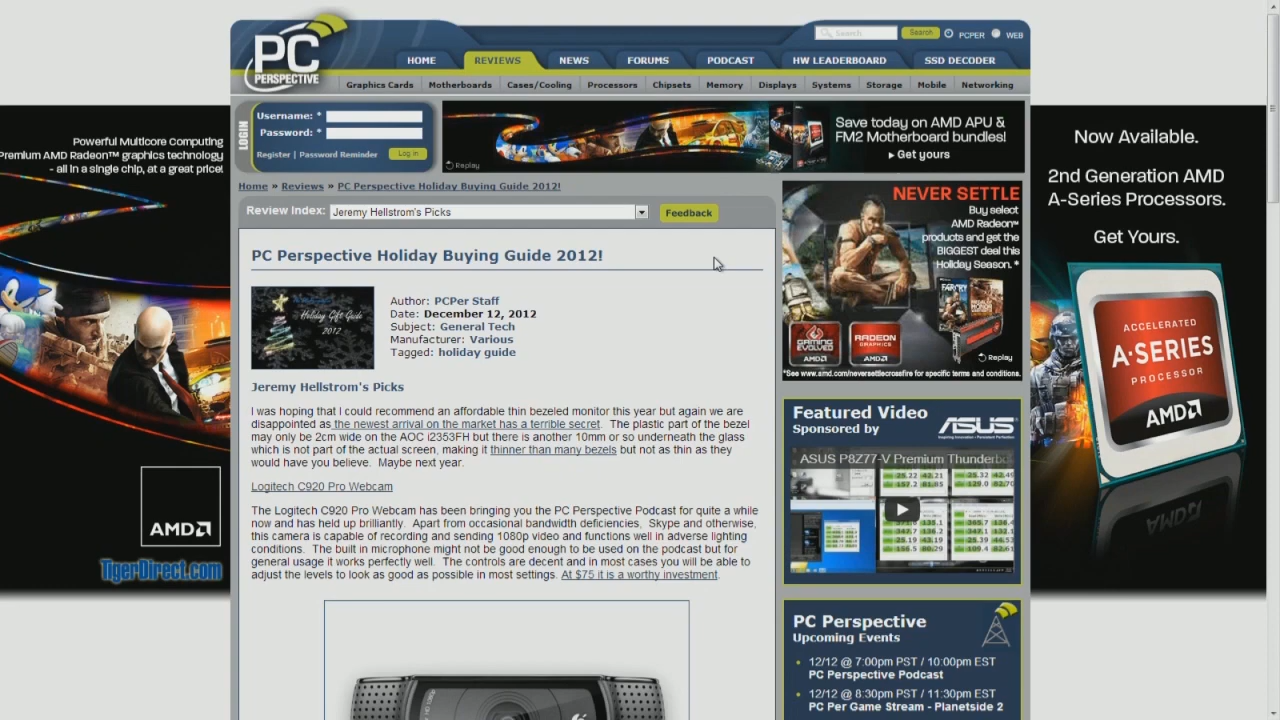 PC
PERSPECTIVE
Search
Search
PCPER
WEB
HOME
REVIEWS
NEWS
FORUMS
PODCAST
HW LEADERBOARD
SSD DECODER
Graphics Cards
Motherboards
Cases/Cooling
Processors
Chipsets
Memory
Displays
Systems
Storage
Mobile
Networking
LOGIN
Username: *
Password: *
Register | Password Reminder
Log in
Save today on AMD APU &
FM2 Motherboard bundles!
Get yours
Replay
Powerful Multicore Computing
Premium AMD Radeon™ graphics technology
- all in a single chip, at a great price!
AMD
TigerDirect.com
Home » Reviews » PC Perspective Holiday Buying Guide 2012!
Review Index: Jeremy Hellstrom's Picks
Feedback
PC Perspective Holiday Buying Guide 2012!
Holiday Gift Guide
2012
Author: PCPer Staff
Date: December 12, 2012
Subject: General Tech
Manufacturer: Various
Tagged: holiday guide
Jeremy Hellstrom's Picks
I was hoping that I could recommend an affordable thin bezeled monitor this year but again we are
disappointed as the newest arrival on the market has a terrible secret. The plastic part of the bezel
may only be 2cm wide on the AOC i2353FH but there is another 10mm or so underneath the glass
which is not part of the actual screen, making it thinner than many bezels but not as thin as they
would have you believe. Maybe next year.
Logitech C920 Pro Webcam
The Logitech C920 Pro Webcam has been bringing you the PC Perspective Podcast for quite a while
now and has held up brilliantly. Apart from occasional bandwidth deficiencies, Skype and otherwise,
this camera is capable of recording and sending 1080p video and functions well in adverse lighting
conditions. The built in microphone might not be good enough to be used on the podcast but for
general usage it works perfectly well. The controls are decent and in most cases you will be able to
adjust the levels to look as good as possible in most settings. At $75 it is a worthy investment.
NEVER SETTLE
Buy select
AMD Radeon™
products and get the
BIGGEST deal this
Holiday Season. *
GAMING
EVOLVED
AMD
RADEON
GRAPHICS
AMD
Replay
*See www.amd.com/neversettlecrossfire for specific terms and conditions.
Featured Video
Sponsored by
ASUS
Inspiring Innovation • Persistent Perfection
ASUS P8Z77-V Premium Thunderbo
PC Perspective
Upcoming Events
12/12 @ 7:00pm PST / 10:00pm EST
PC Perspective Podcast
12/12 @ 8:30pm PST / 11:30pm EST
PC Per Game Stream - Planetside 2
Now Available.
2nd Generation AMD
A-Series Processors.
Get Yours.
ACCELERATED
A-SERIES
PROCESSOR
AMD